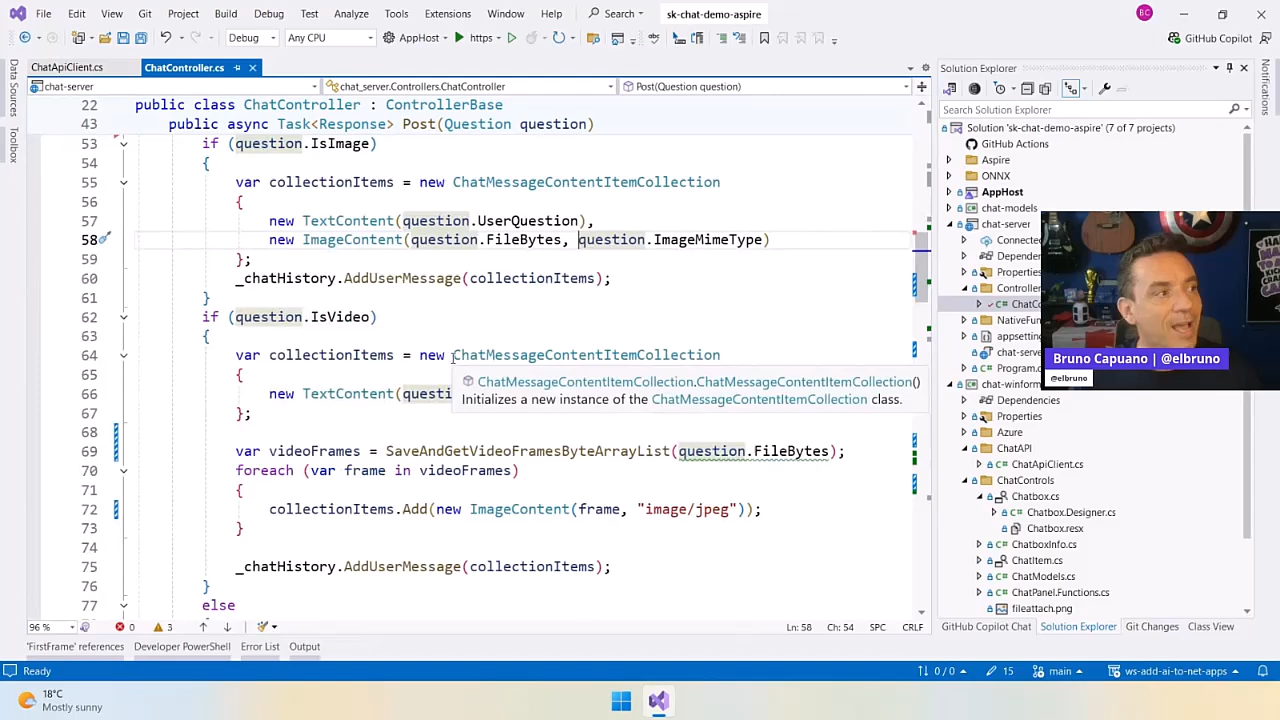 File Edit View Git Project Build Debug Test Analyze Tools Extensions Window Help Search sk-chat-demo-aspire BC
Debug Any CPU AppHost https GitHub Copilot
Data Sources
Toolbox
ChatApiClient.cs ChatController.cs
chat-server chat_server.Controllers.ChatController Post(Question question)
22 public class ChatController : ControllerBase
43 public async Task<Response> Post(Question question)
53 if (question.IsImage)
54 {
55 var collectionItems = new ChatMessageContentItemCollection
56 {
57 new TextContent(question.UserQuestion),
58 new ImageContent(question.FileBytes, question.ImageMimeType)
59 };
60 _chatHistory.AddUserMessage(collectionItems);
61 }
62 if (question.IsVideo)
63 {
64 var collectionItems = new ChatMessageContentItemCollection
65 {
66 new TextContent(questi
67 };
68
69 var videoFrames = SaveAndGetVideoFramesByteArrayList(question.FileBytes);
70 foreach (var frame in videoFrames)
71 {
72 collectionItems.Add(new ImageContent(frame, "image/jpeg"));
73 }
74
75 _chatHistory.AddUserMessage(collectionItems);
76 }
77 else
ChatMessageContentItemCollection.ChatMessageContentItemCollection()
Initializes a new instance of the ChatMessageContentItemCollection class.
96 % 0 3 Ln: 58 Ch: 54 SPC CRLF
'FirstFrame' references Developer PowerShell Error List Output
Solution Explorer
Search Solution Explorer
Solution 'sk-chat-demo-aspire' (7 of 7 projects)
GitHub Actions
Aspire
ONNX
AppHost
chat-models
chat-server
Connected
Depende
Properties
Controller
C# ChatCo
NativeFunc
appsetting
chat-serve
C# Program.c
chat-winform
Dependencies
Properties
Azure
ChatAPI
C# ChatApiClient.cs
ChatControls
Chatbox.cs
C# Chatbox.Designer.cs
Chatbox.resx
C# ChatboxInfo.cs
ChatItem.cs
C# ChatModels.cs
C# ChatPanel.Functions.cs
fileattach.png
GitHub Copilot Chat Solution Explorer Git Changes Class View
Notifications
Bruno Capuano | @elbruno
@elbruno
Ready 0 / 0 15 main ws-add-ai-to-net-apps
18°C
Mostly sunny